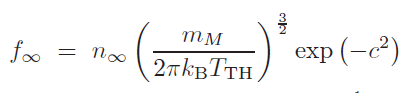 f_∞ = n_∞ ( m_M / 2πk_B T_TH )^{3/2} exp (−c²)